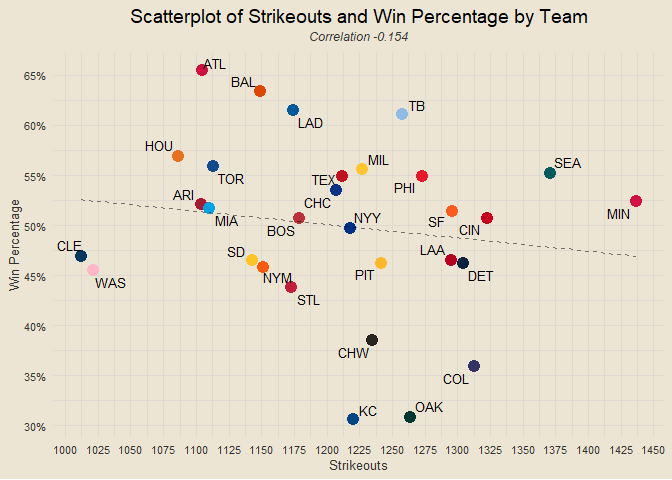 Scatterplot of Strikeouts and Win Percentage by Team
Correlation -0.154
Win Percentage
65%
60%
55%
50%
45%
40%
35%
30%
ATL
BAL
TB
LAD
HOU
MIL
SEA
TOR
TEX
PHI
ARI
CHC
MIN
MIA
NYY
SF
CIN
BOS
CLE
SD
LAA
WAS
NYM
PIT
DET
STL
CHW
COL
KC
OAK
1000 1025 1050 1075 1100 1125 1150 1175 1200 1225 1250 1275 1300 1325 1350 1375 1400 1425 1450
Strikeouts